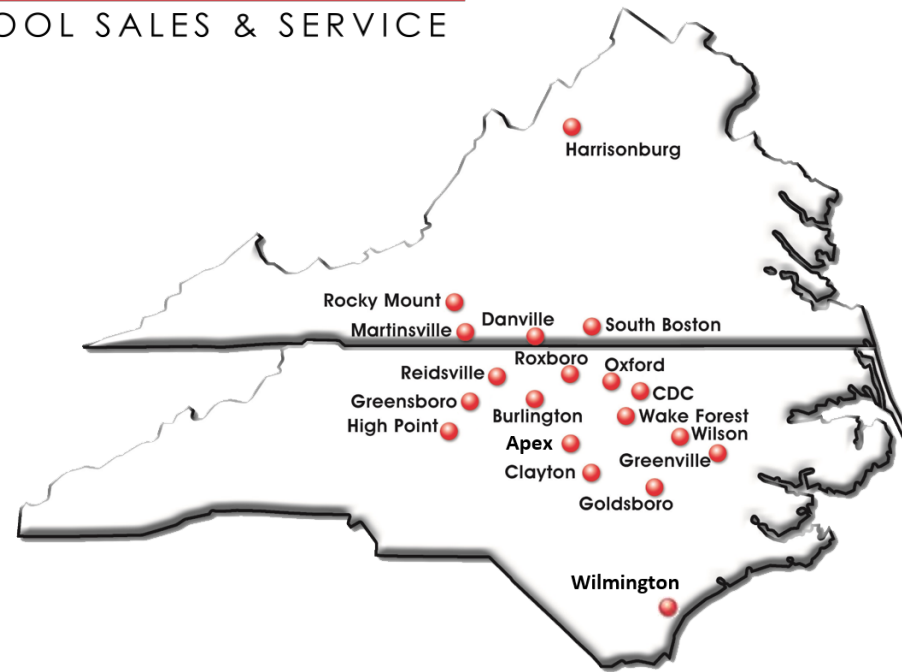 OOL SALES & SERVICE
Harrisonburg
Rocky Mount
Martinsville
Danville
South Boston
Roxboro
Reidsville
Oxford
CDC
Greensboro
Burlington
Wake Forest
High Point
Wilson
Apex
Greenville
Clayton
Goldsboro
Wilmington